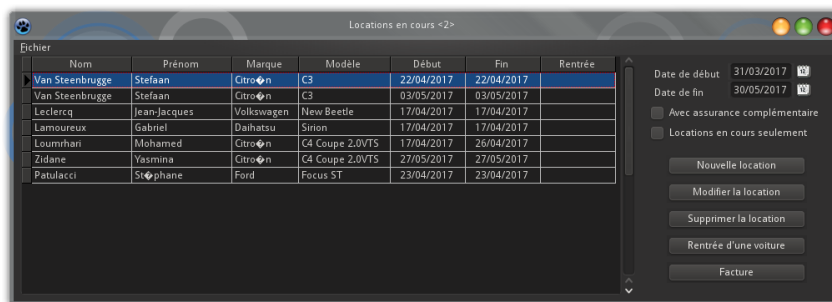 Locations en cours <2>
Fichier
Nom Prénom Marque Modèle Début Fin Rentrée
Van Steenbrugge Stefaan Citro�n C3 22/04/2017 22/04/2017
Van Steenbrugge Stefaan Citro�n C3 03/05/2017 03/05/2017
Leclercq Jean-Jacques Volkswagen New Beetle 17/04/2017 17/04/2017
Lamoureux Gabriel Daihatsu Sirion 17/04/2017 17/04/2017
Loumrhari Mohamed Citro�n C4 Coupe 2.0VTS 17/04/2017 26/04/2017
Zidane Yasmina Citro�n C4 Coupe 2.0VTS 27/05/2017 27/05/2017
Patulacci St�phane Ford Focus ST 23/04/2017 23/04/2017
Date de début 31/03/2017 12
Date de fin 30/05/2017 12
Avec assurance complémentaire
Locations en cours seulement
Nouvelle location
Modifier la location
Supprimer la location
Rentrée d'une voiture
Facture